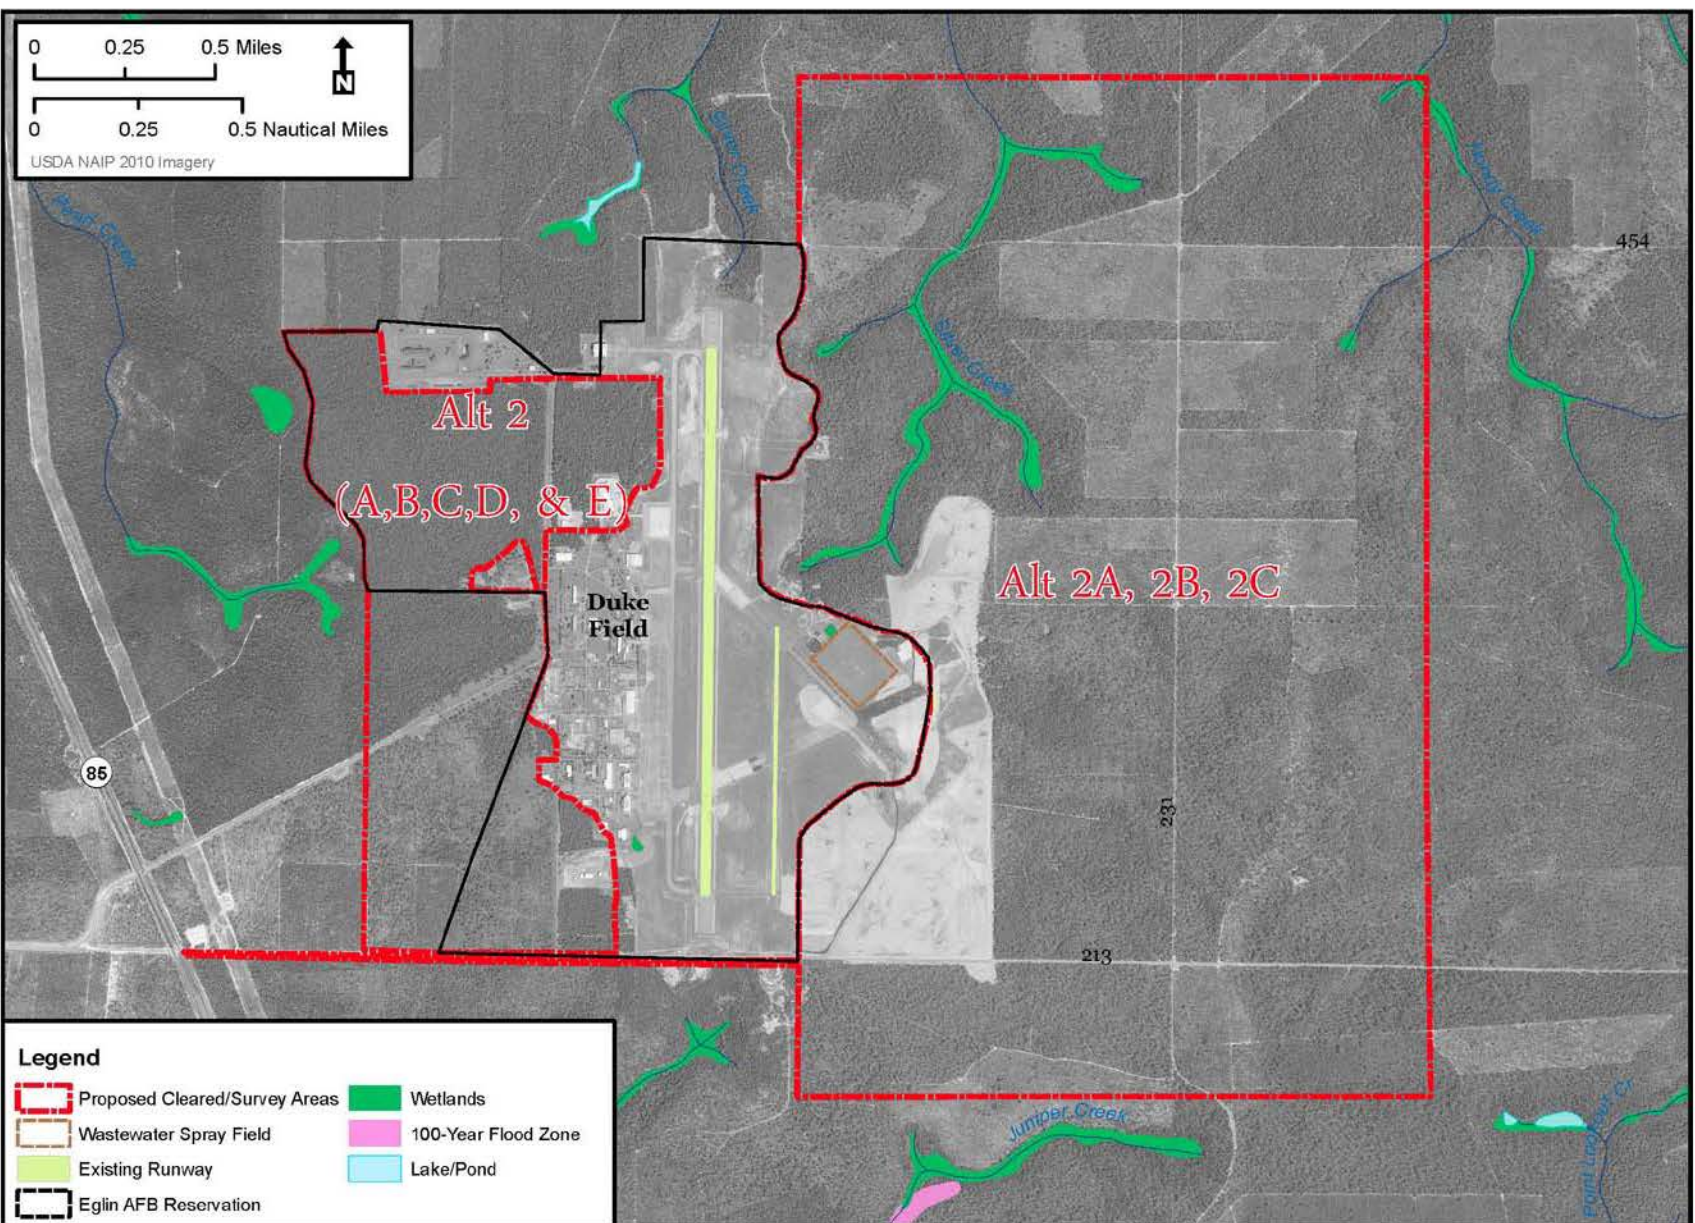 0 0.25 0.5 Miles
N
0 0.25 0.5 Nautical Miles
USDA NAIP 2010 Imagery
Pearl Creek
Silver Creek
Honey Creek
454
Silver Creek
Alt 2
(A,B,C,D, & E)
Alt 2A, 2B, 2C
Duke
Field
85
231
213
Juniper Creek
Legend
Proposed Cleared/Survey Areas
Wastewater Spray Field
Existing Runway
Eglin AFB Reservation
Wetlands
100-Year Flood Zone
Lake/Pond
Point Lookout Cr